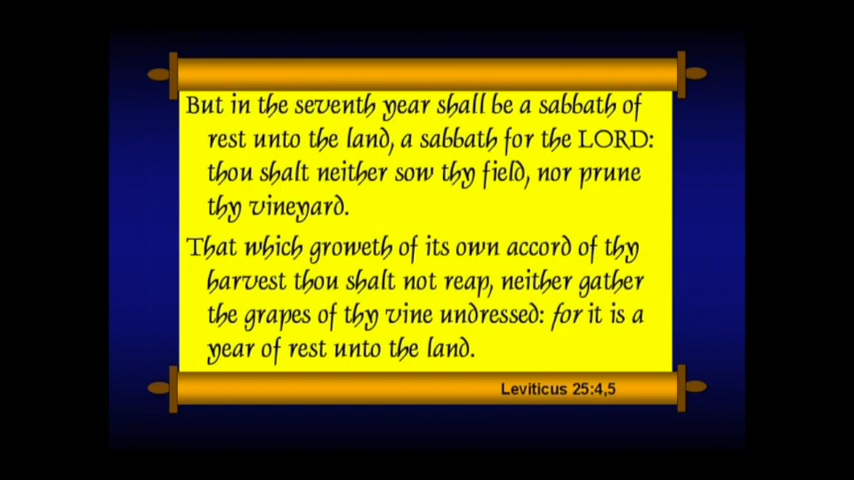 But in the seventh year shall be a sabbath of
rest unto the land, a sabbath for the LORD:
thou shalt neither sow thy field, nor prune
thy vineyard.
That which groweth of its own accord of thy
harvest thou shalt not reap, neither gather
the grapes of thy vine undressed: for it is a
year of rest unto the land.
Leviticus 25:4,5